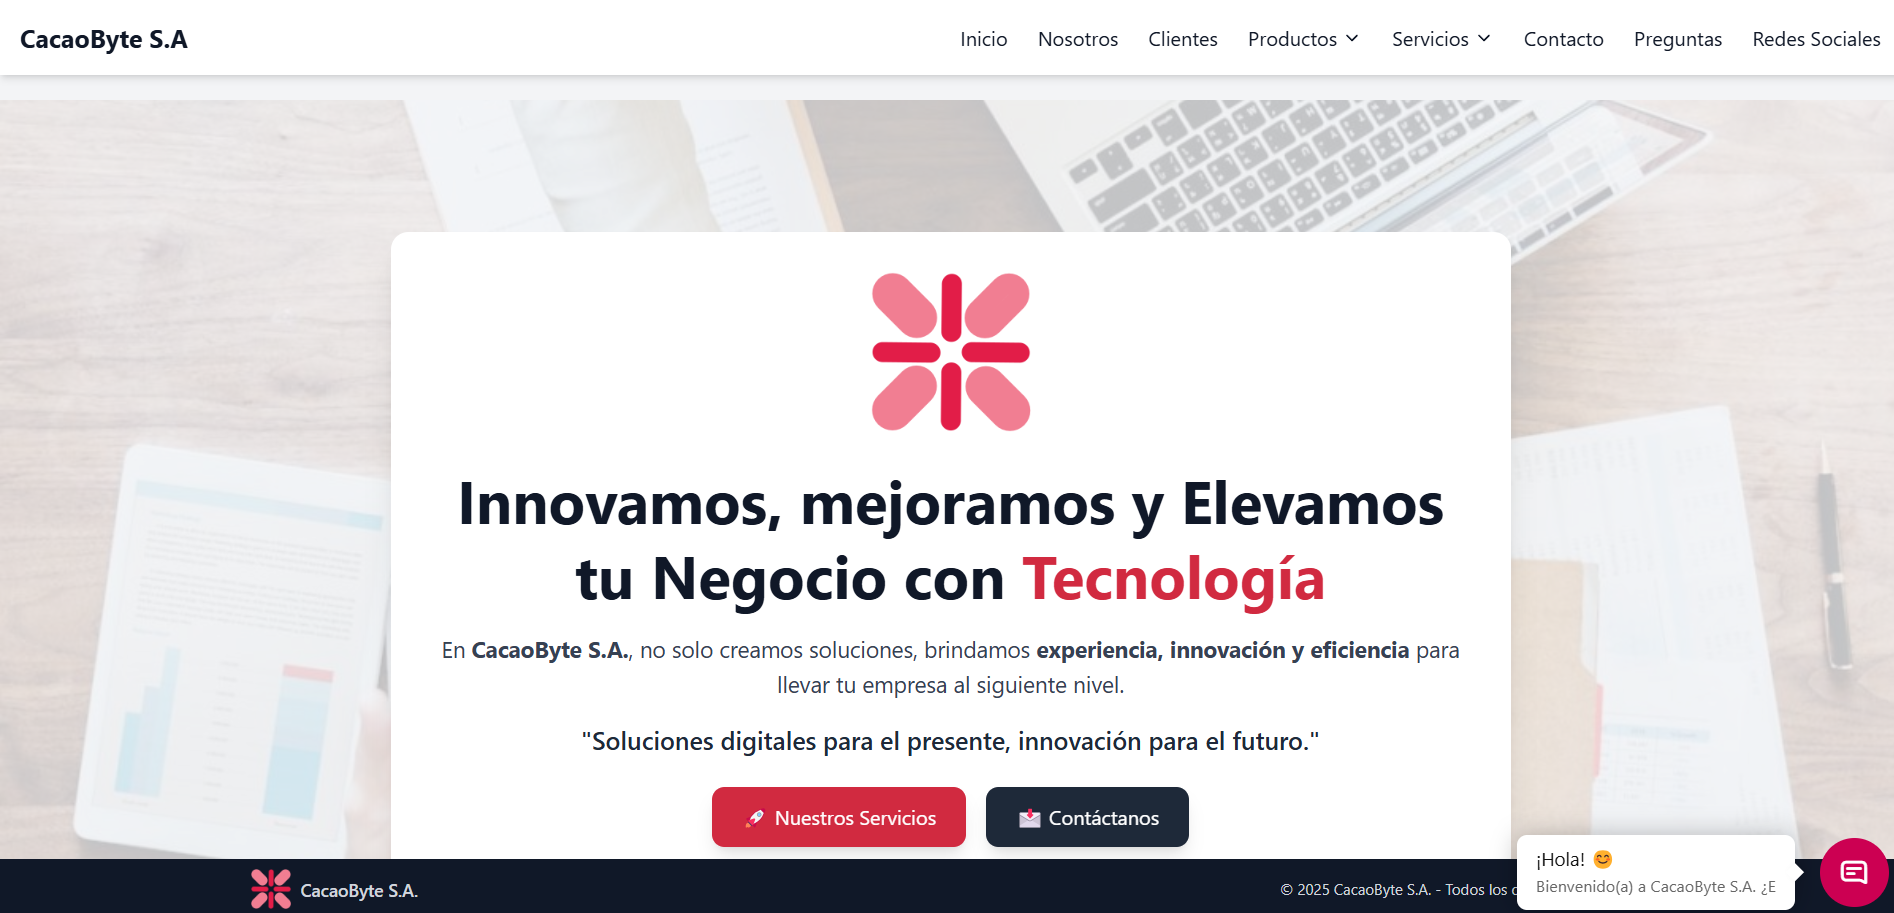 CacaoByte S.A
Inicio
Nosotros
Clientes
Productos
Servicios
Contacto
Preguntas
Redes Sociales
Innovamos, mejoramos y Elevamos
tu Negocio con Tecnología
En CacaoByte S.A., no solo creamos soluciones, brindamos experiencia, innovación y eficiencia para
llevar tu empresa al siguiente nivel.
"Soluciones digitales para el presente, innovación para el futuro."
🚀 Nuestros Servicios
📩 Contáctanos
CacaoByte S.A.
© 2025 CacaoByte S.A. - Todos los
¡Hola! 😊
Bienvenido(a) a CacaoByte S.A. ¿E